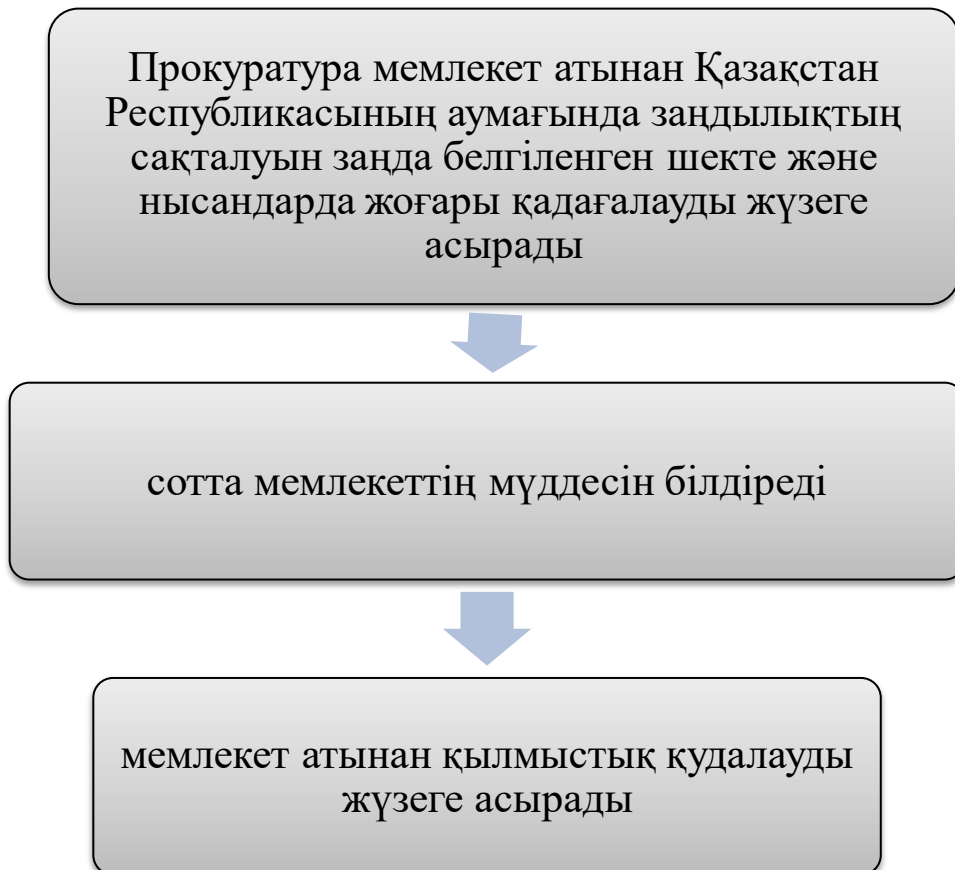 Прокуратура мемлекет атынан Қазақстан
Республикасының аумағында заңдылықтың
сақталуын заңда белгіленген шекте және
нысандарда жоғары қадағалауды жүзеге
асырады
сотта мемлекеттің мүддесін білдіреді
мемлекет атынан қылмыстық қудалауды
жүзеге асырады